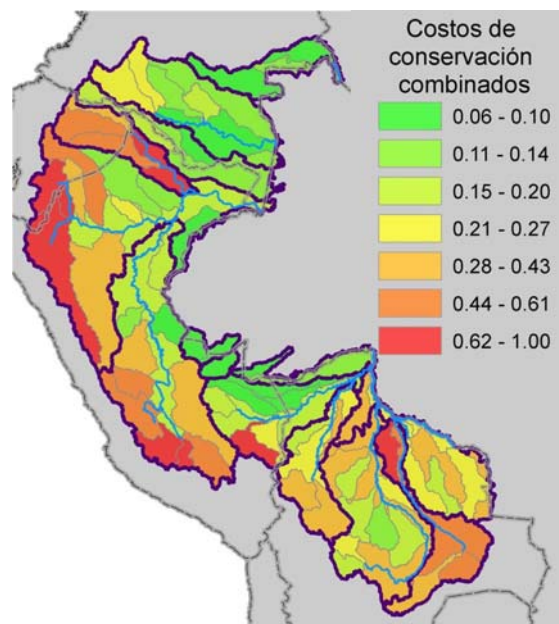 Costos de
conservación
combinados
0.06 - 0.10
0.11 - 0.14
0.15 - 0.20
0.21 - 0.27
0.28 - 0.43
0.44 - 0.61
0.62 - 1.00